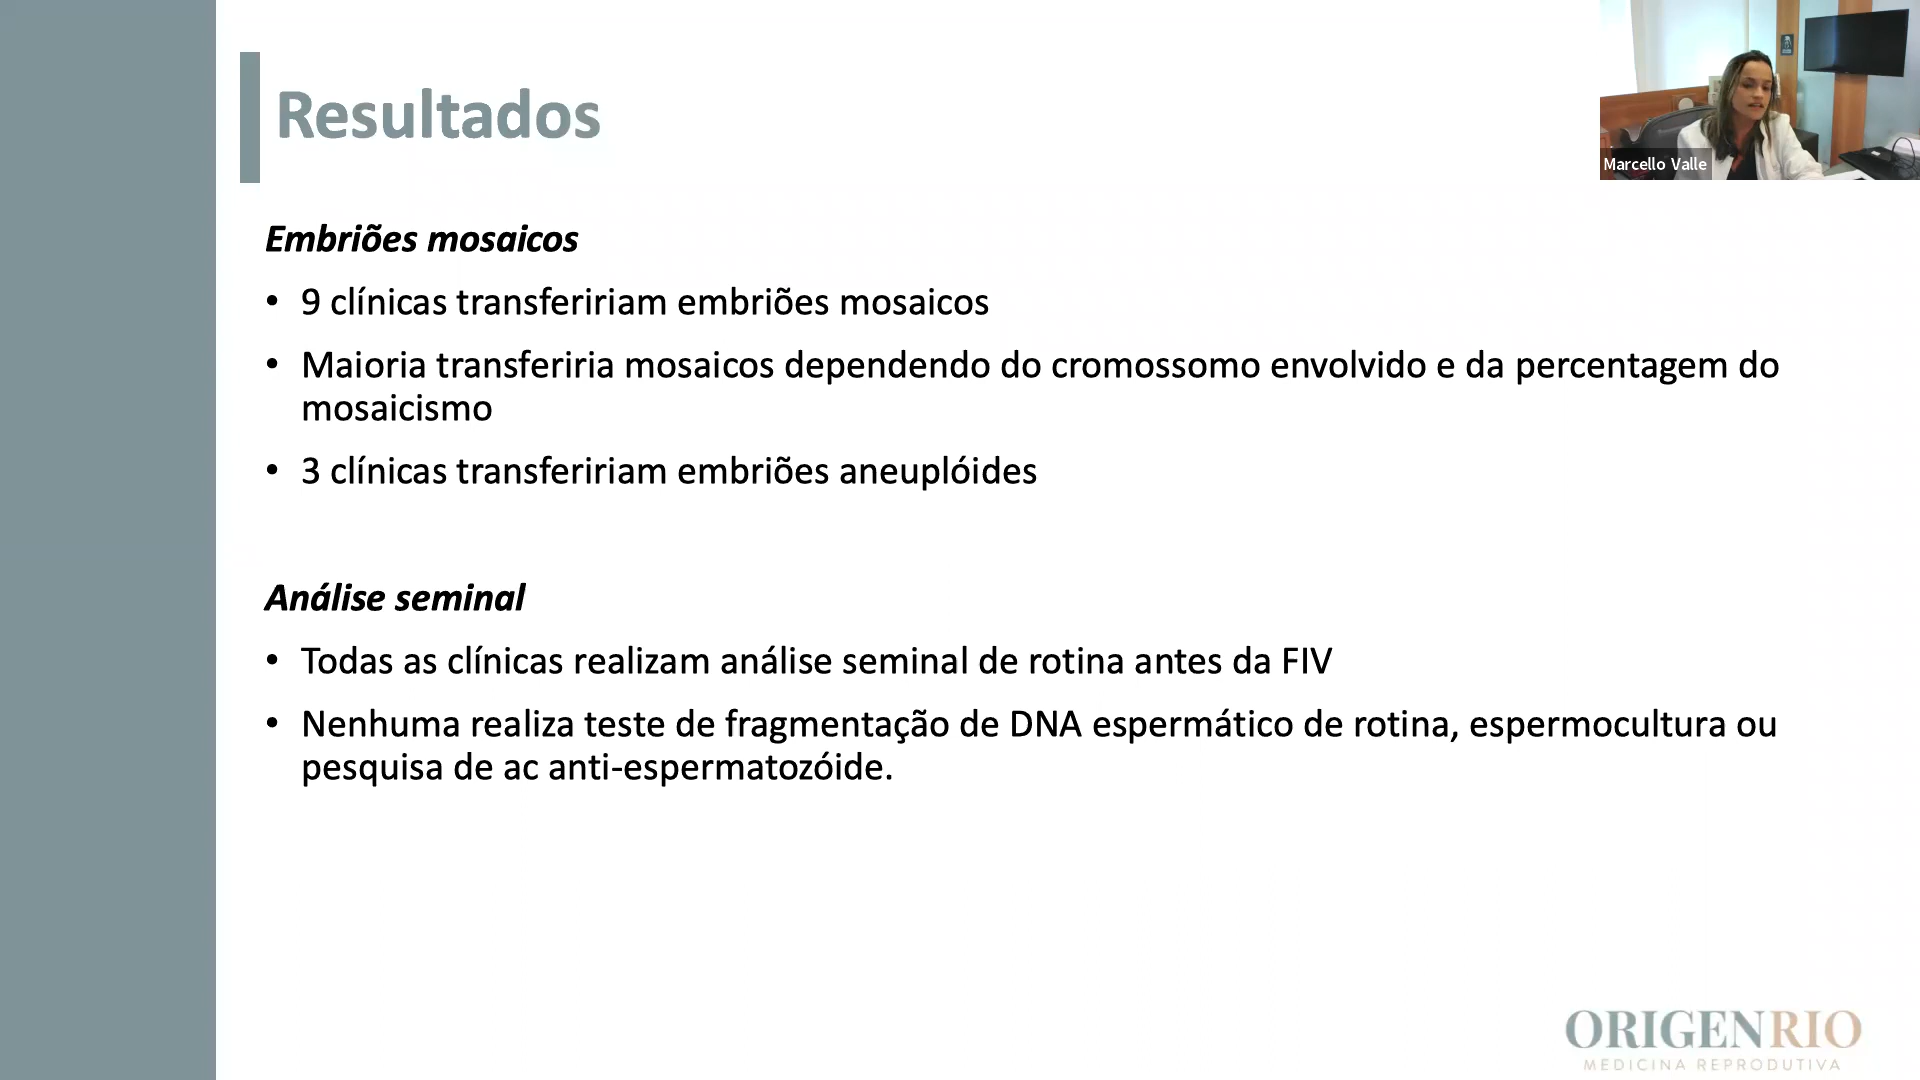 Resultados
Marcello Valle
Embriões mosaicos
• 9 clínicas transfeririam embriões mosaicos
• Maioria transferiria mosaicos dependendo do cromossomo envolvido e da percentagem do
mosaicismo
• 3 clínicas transfeririam embriões aneuplóides
Análise seminal
• Todas as clínicas realizam análise seminal de rotina antes da FIV
• Nenhuma realiza teste de fragmentação de DNA espermático de rotina, espermocultura ou
pesquisa de ac anti-espermatozóide.
ORIGENRIO
MEDICINA REPRODUTIVA